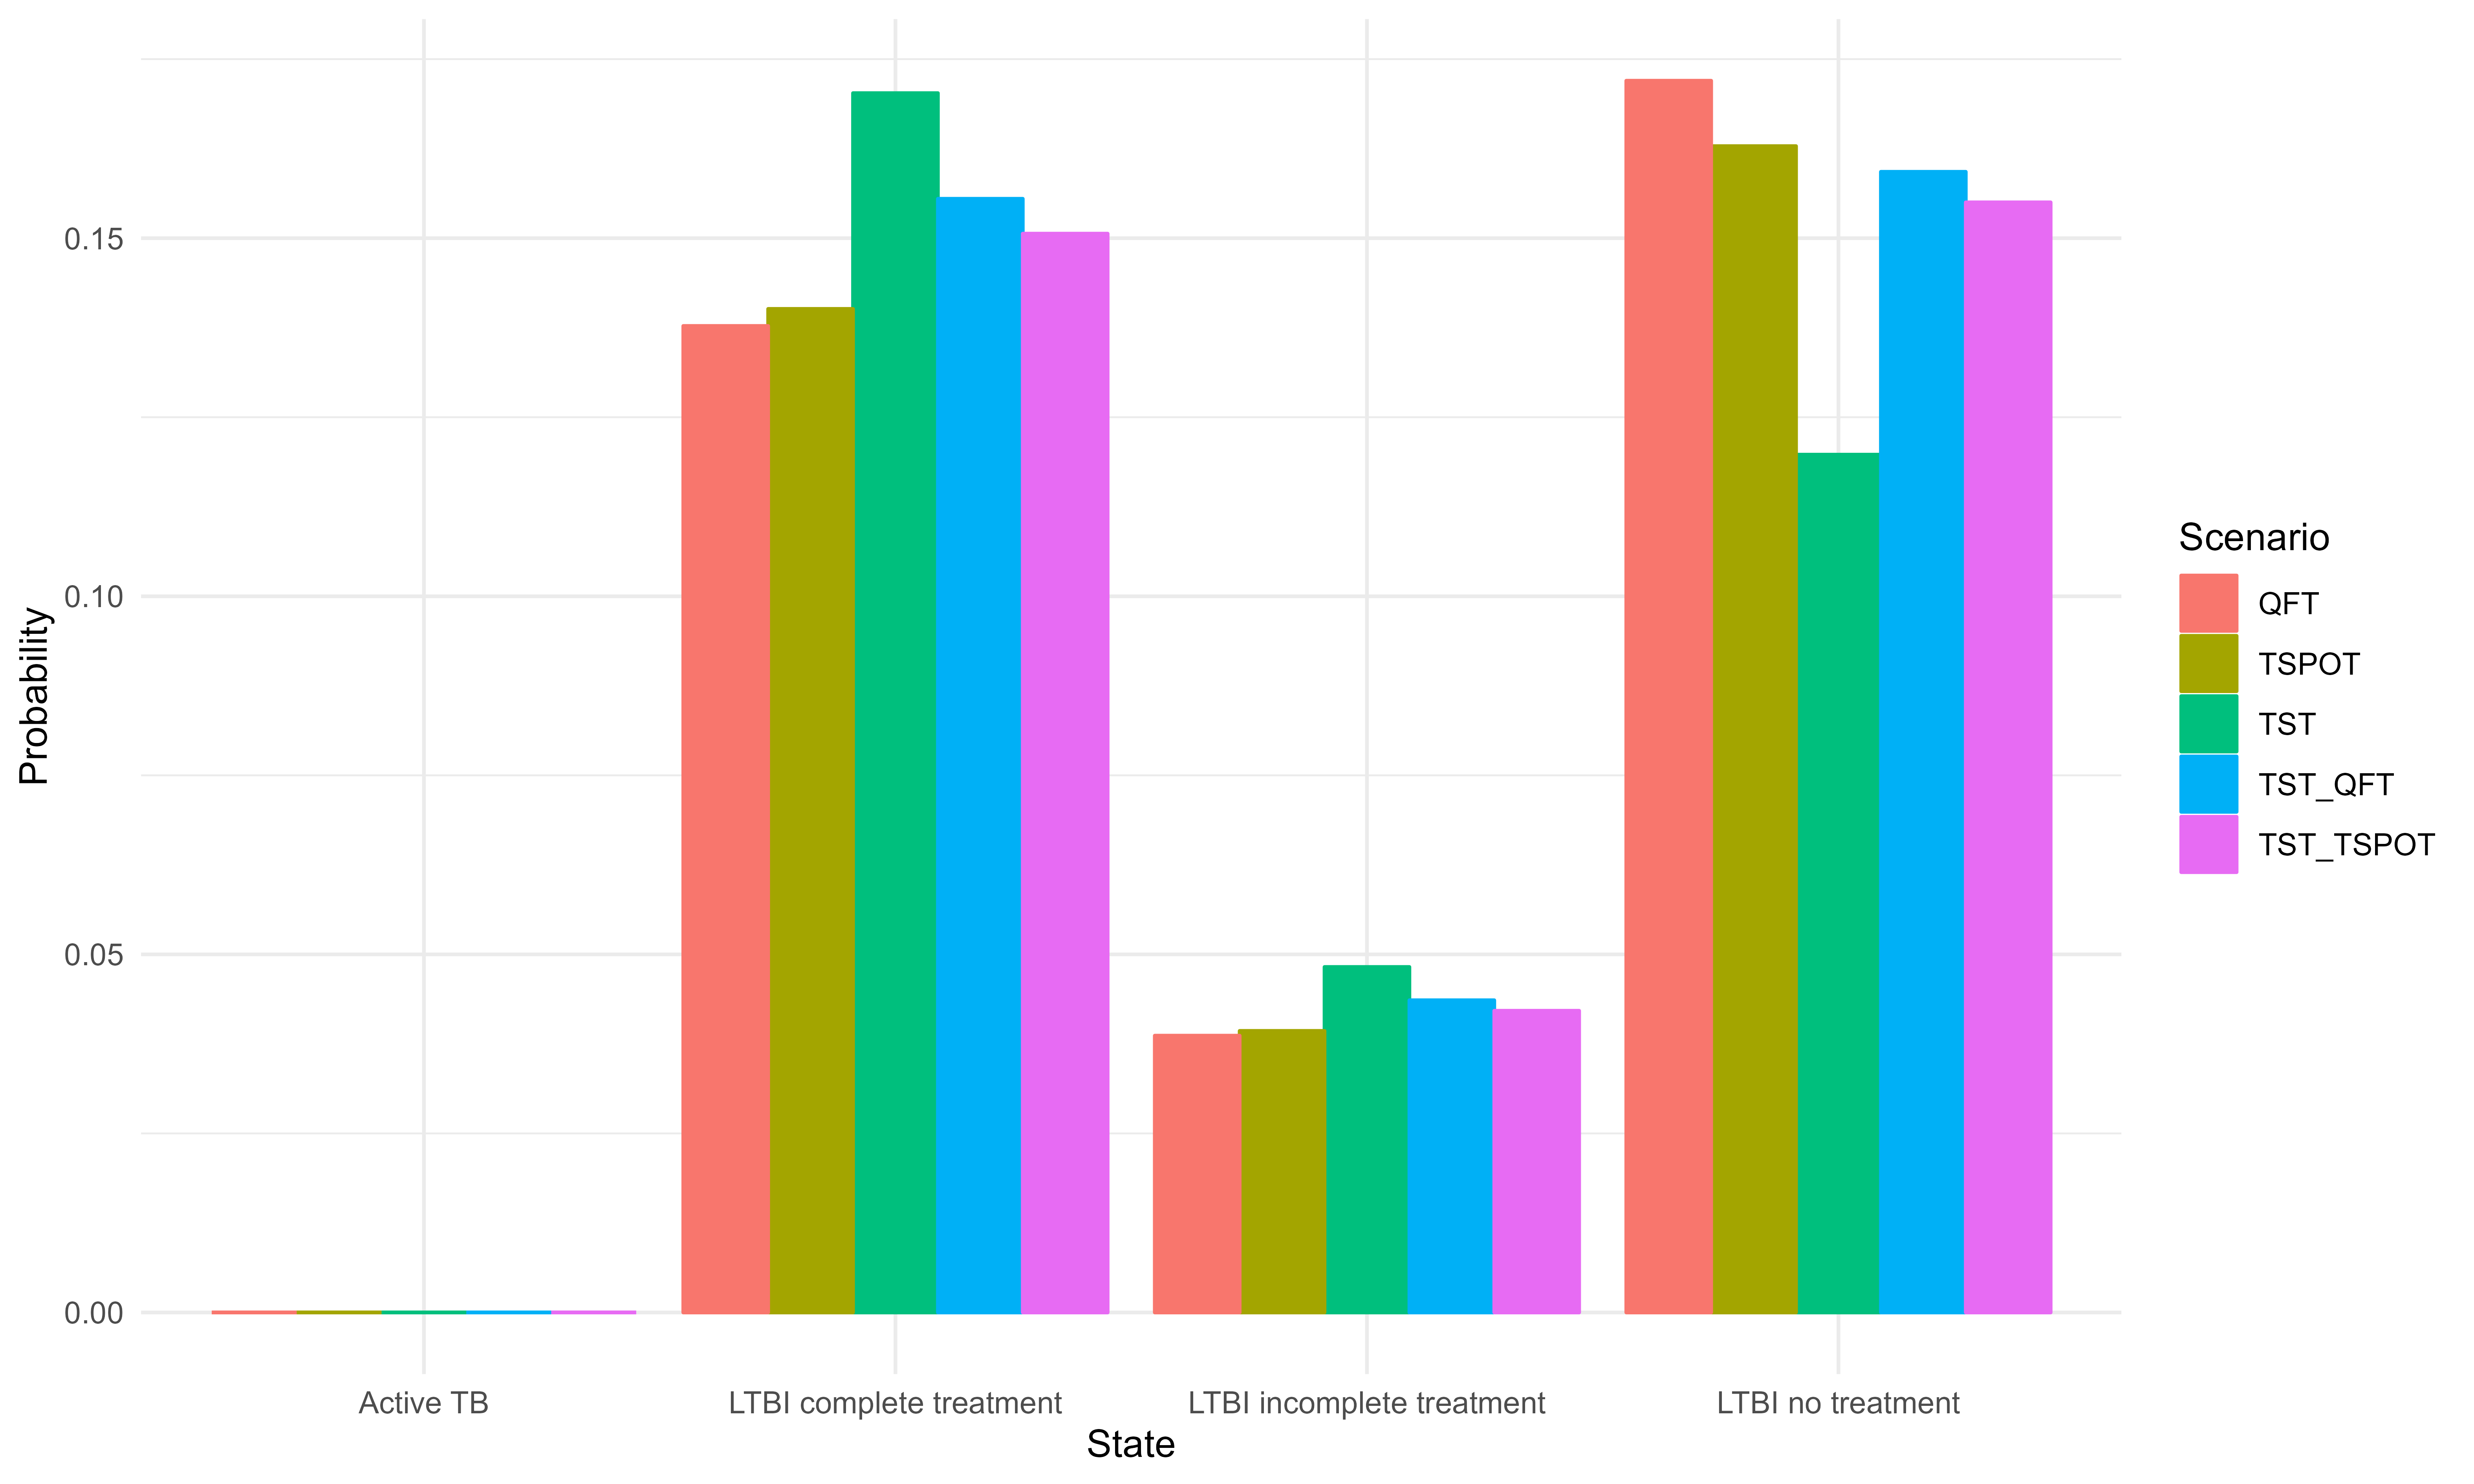 0.15
0.10
0.05
0.00
Probability
Active TB
LTBI complete treatment
LTBI incomplete treatment
LTBI no treatment
State
Scenario
QFT
TSPOT
TST
TST_QFT
TST_TSPOT